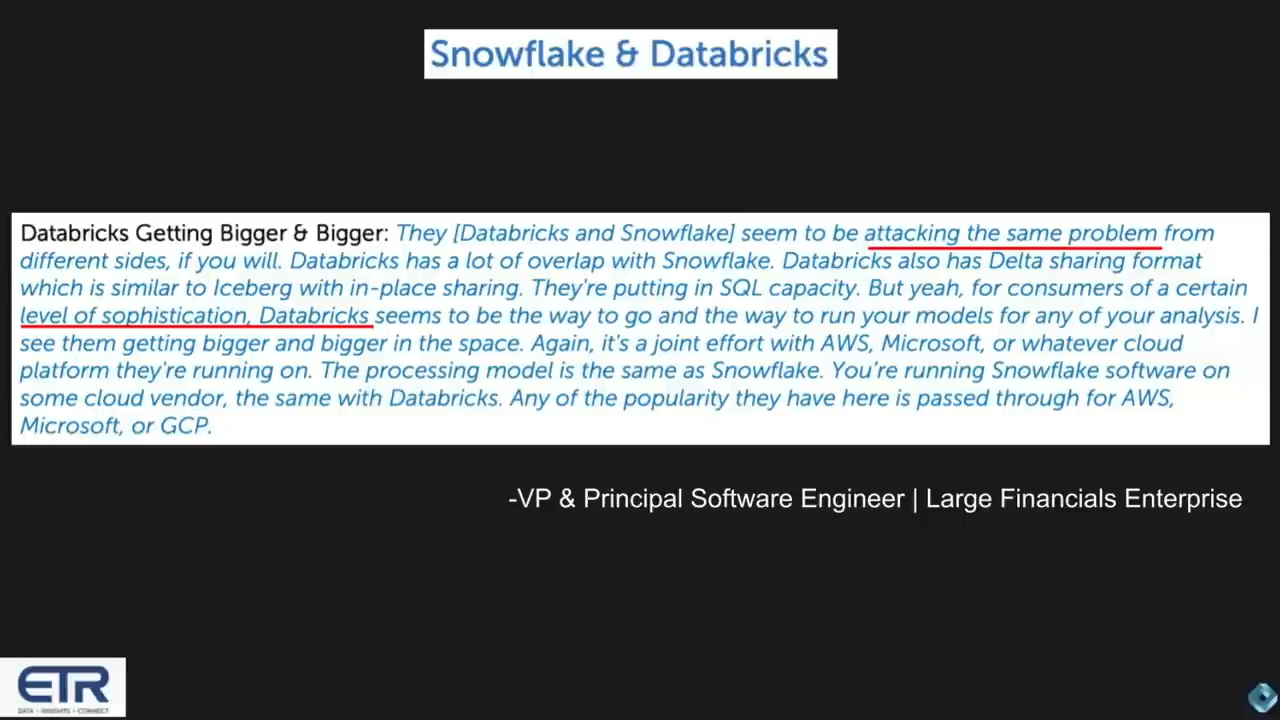 Snowflake & Databricks
Databricks Getting Bigger & Bigger: They [Databricks and Snowflake] seem to be attacking the same problem from
different sides, if you will. Databricks has a lot of overlap with Snowflake. Databricks also has Delta sharing format
which is similar to Iceberg with in-place sharing. They're putting in SQL capacity. But yeah, for consumers of a certain
level of sophistication, Databricks seems to be the way to go and the way to run your models for any of your analysis. I
see them getting bigger and bigger in the space. Again, it's a joint effort with AWS, Microsoft, or whatever cloud
platform they're running on. The processing model is the same as Snowflake. You're running Snowflake software on
some cloud vendor, the same with Databricks. Any of the popularity they have here is passed through for AWS,
Microsoft, or GCP.
-VP & Principal Software Engineer | Large Financials Enterprise
ETR
DATA • INSIGHTS • CONNECT